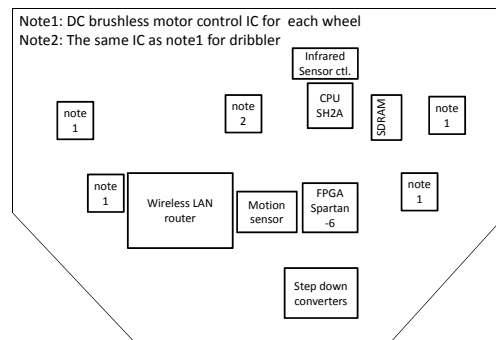 Note1: DC brushless motor control IC for each wheel
Note2: The same IC as note1 for dribbler
Infrared
Sensor ctl.
CPU
SH2A
SDRAM
note
1
note
2
note
1
note
1
Wireless LAN
router
Motion
sensor
FPGA
Spartan
-6
note
1
Step down
converters